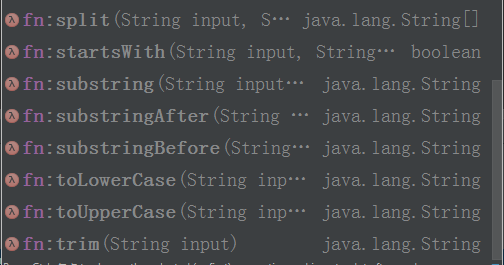 fn:split(String input, S… java.lang.String[]
fn:startsWith(String input, String… boolean
fn:substring(String input… java.lang.String
fn:substringAfter(String … java.lang.String
fn:substringBefore(String… java.lang.String
fn:toLowerCase(String inp… java.lang.String
fn:toUpperCase(String inp… java.lang.String
fn:trim(String input) java.lang.String